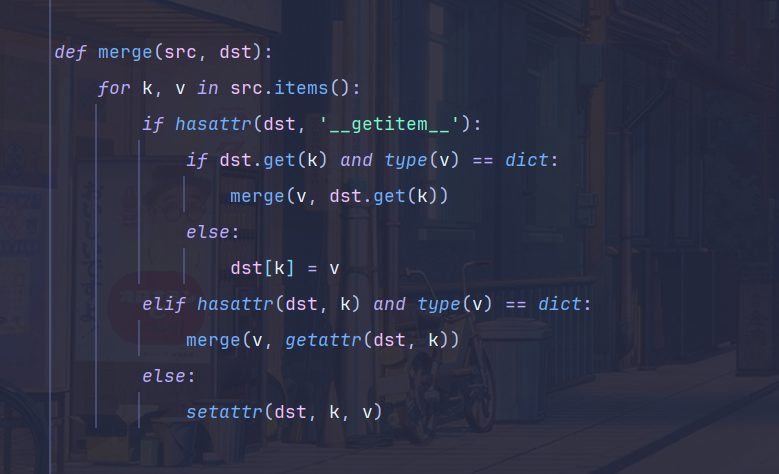 def merge(src, dst):
    for k, v in src.items():
        if hasattr(dst, '__getitem__'):
            if dst.get(k) and type(v) == dict:
                merge(v, dst.get(k))
            else:
                dst[k] = v
        elif hasattr(dst, k) and type(v) == dict:
            merge(v, getattr(dst, k))
        else:
            setattr(dst, k, v)